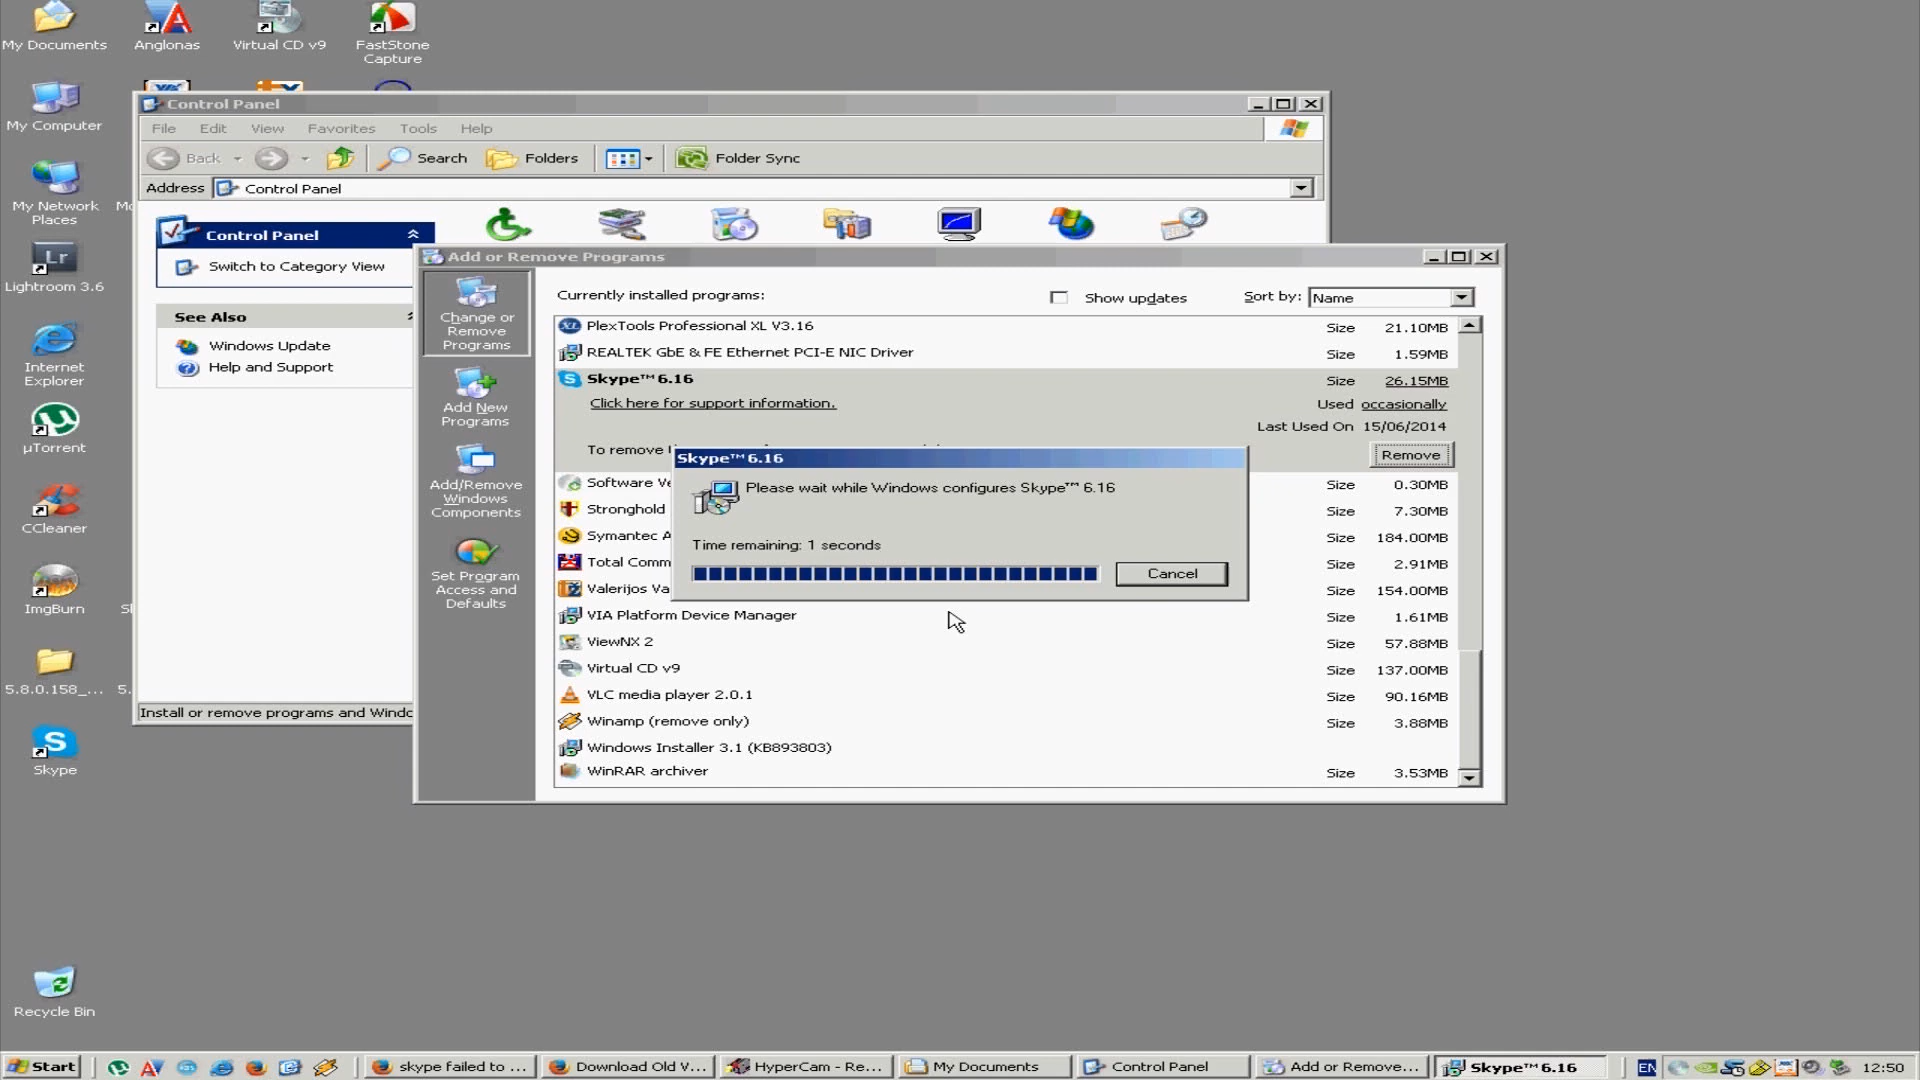 My Documents
Anglonas
Virtual CD v9
FastStone
Capture
My Computer
My Network
Places
Lr
Lightroom 3.6
Internet
Explorer
µTorrent
CCleaner
ImgBurn
5.8.0.158_...
5.
Skype
Recycle Bin
Control Panel
File Edit View Favorites Tools Help
Back Search Folders Folder Sync
Address Control Panel
Control Panel
Switch to Category View
See Also
Windows Update
Help and Support
Install or remove programs and Windo
Add or Remove Programs
Change or
Remove
Programs
Add New
Programs
Add/Remove
Windows
Components
Set Program
Access and
Defaults
Currently installed programs: Show updates Sort by: Name
PlexTools Professional XL V3.16 Size 21.10MB
REALTEK GbE & FE Ethernet PCI-E NIC Driver Size 1.59MB
Skype™ 6.16 Size 26.15MB
Click here for support information. Used occasionally
Last Used On 15/06/2014
To remove
Remove
Software Size 0.30MB
Stronghold Size 7.30MB
Symantec Size 184.00MB
Total Comm Size 2.91MB
Valerijos Va Size 154.00MB
VIA Platform Device Manager Size 1.61MB
ViewNX 2 Size 57.88MB
Virtual CD v9 Size 137.00MB
VLC media player 2.0.1 Size 90.16MB
Winamp (remove only) Size 3.88MB
Windows Installer 3.1 (KB893803)
WinRAR archiver Size 3.53MB
Skype™ 6.16
Please wait while Windows configures Skype™ 6.16
Time remaining: 1 seconds
Cancel
Start skype failed to ... Download Old V... HyperCam - Re... My Documents Control Panel Add or Remove... Skype™ 6.16 EN 12:50